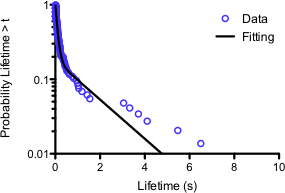 Probability Lifetime > t
1
0.1
0.01
Data
Fitting
0 2 4 6 8 10
Lifetime (s)